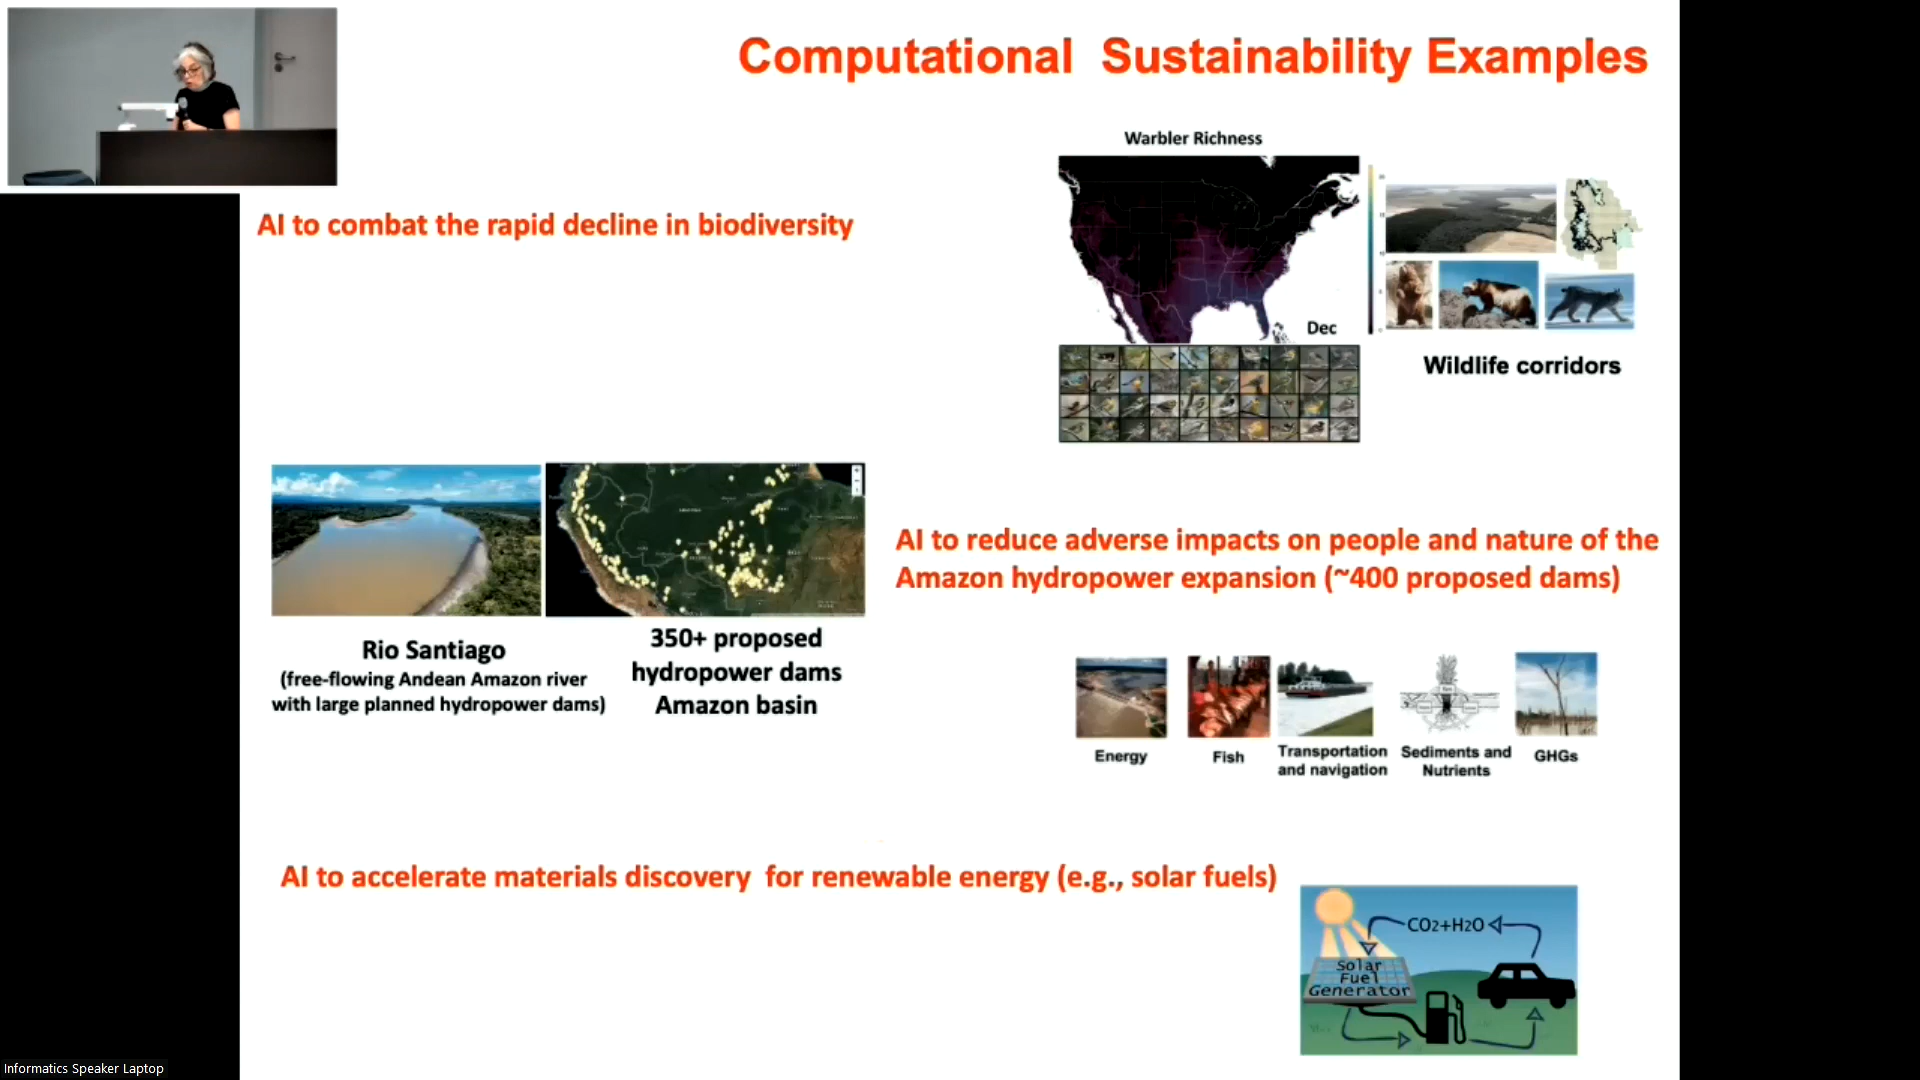 Computational Sustainability Examples
Warbler Richness
AI to combat the rapid decline in biodiversity
Dec
Wildlife corridors
AI to reduce adverse impacts on people and nature of the
Amazon hydropower expansion (~400 proposed dams)
Rio Santiago
(free-flowing Andean Amazon river
with large planned hydropower dams)
350+ proposed
hydropower dams
Amazon basin
Energy
Fish
Transportation
and navigation
Sediments and
Nutrients
GHGs
AI to accelerate materials discovery for renewable energy (e.g., solar fuels)
CO2+H2O
Solar
Fuel
Generator
Informatics Speaker Laptop